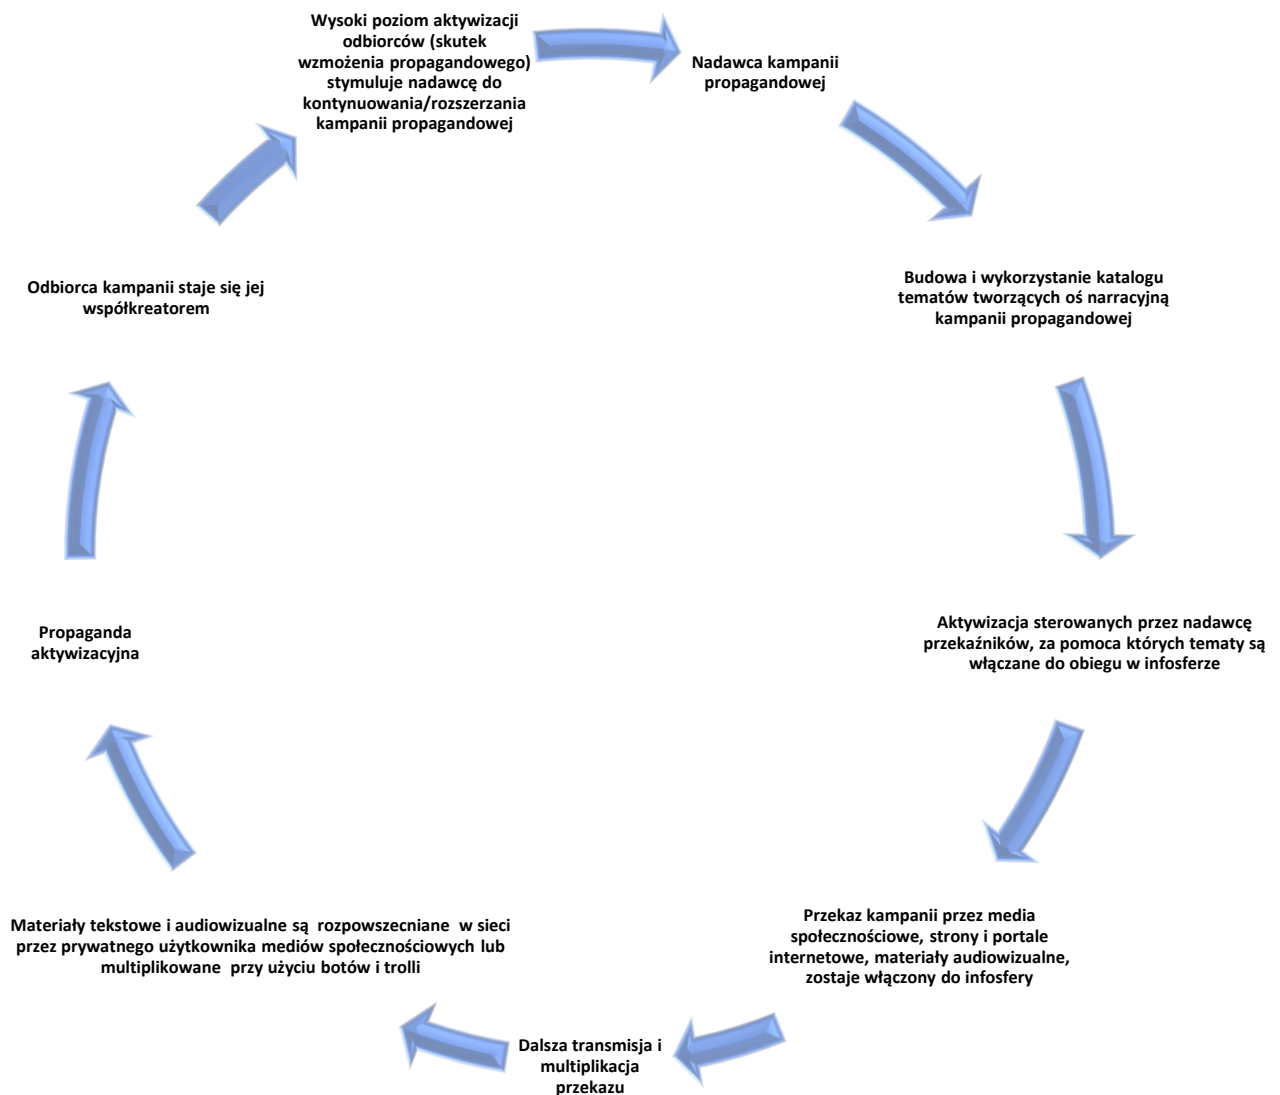 Wysoki poziom aktywizacji
odbiorców (skutek
wzmożenia propagandowego)
stymuluje nadawcę do
kontynuowania/rozszerzania
kampanii propagandowej
Nadawca kampanii
propagandowej
Budowa i wykorzystanie katalogu
tematów tworzących oś narracyjną
kampanii propagandowej
Aktywizacja sterowanych przez nadawcę
przekaźników, za pomoca których tematy są
włączane do obiegu w infosferze
Przekaz kampanii przez media
społecznościowe, strony i portale
internetowe, materiały audiowizualne,
zostaje włączony do infosfery
Dalsza transmisja i
multiplikacja
przekazu
Materiały tekstowe i audiowizualne są rozpowszecniane w sieci
przez prywatnego użytkownika mediów społecznościowych lub
multiplikowane przy użyciu botów i trolli
Propaganda
aktywizacyjna
Odbiorca kampanii staje się jej
współkreatorem